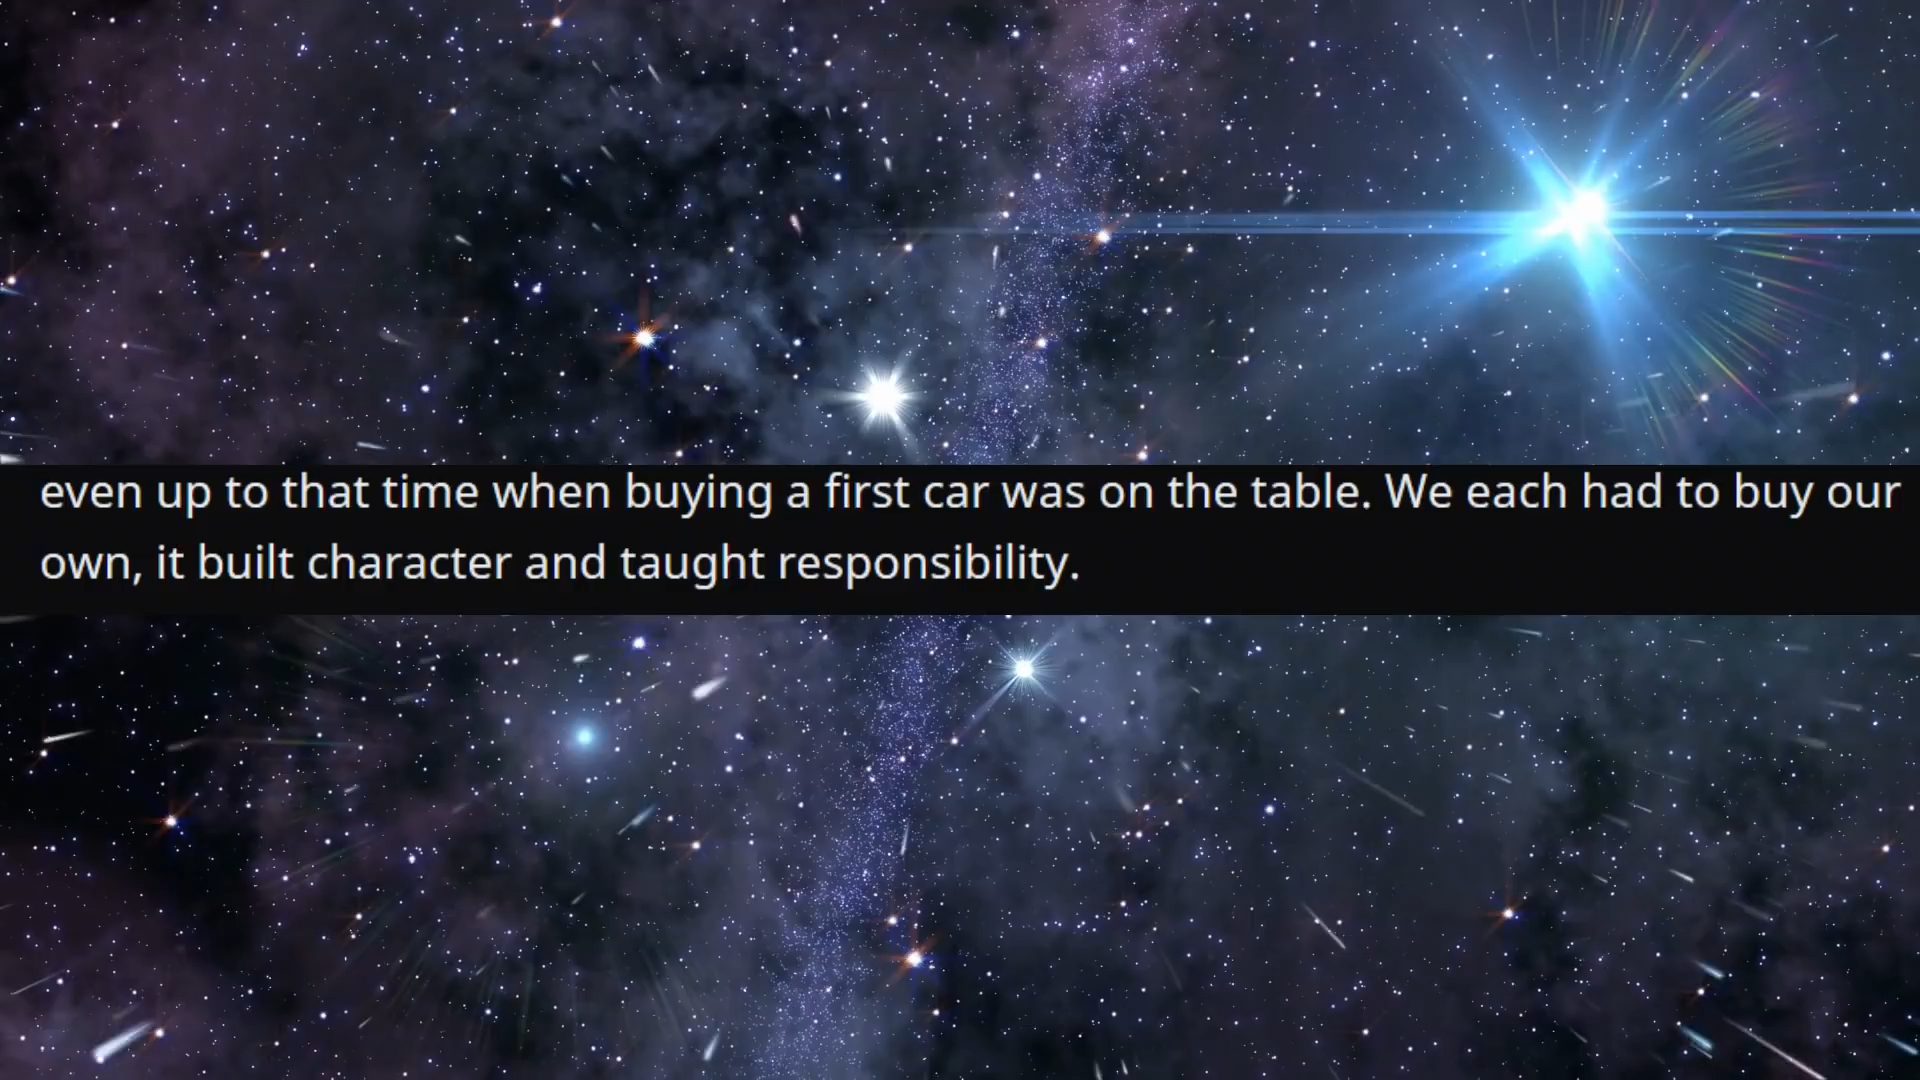 even up to that time when buying a first car was on the table. We each had to buy our
own, it built character and taught responsibility.